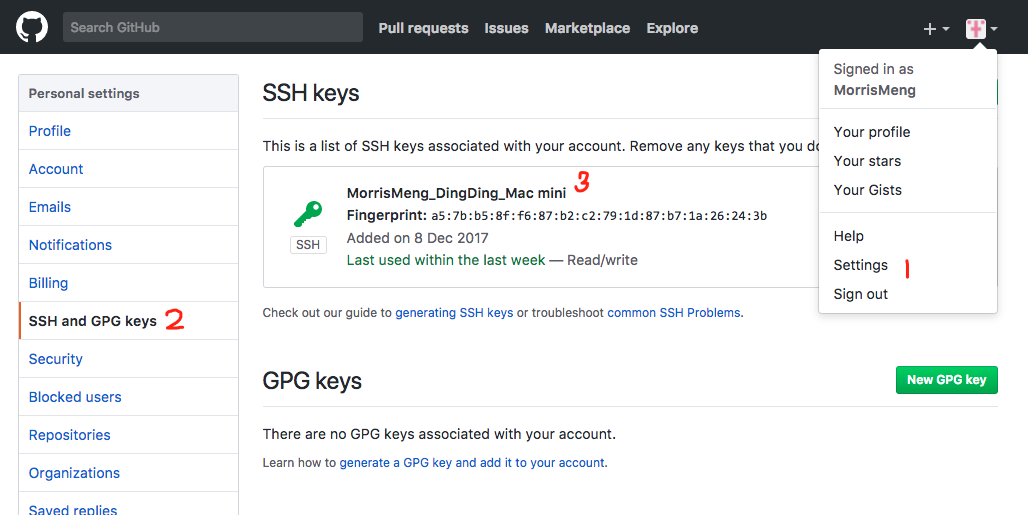 Search GitHub
Pull requests Issues Marketplace Explore
Signed in as
MorrisMeng
Your profile
Your stars
Your Gists
Help
Settings 1
Sign out
Personal settings
Profile
Account
Emails
Notifications
Billing
SSH and GPG keys 2
Security
Blocked users
Repositories
Organizations
Saved replies
SSH keys
This is a list of SSH keys associated with your account. Remove any keys that you do
MorrisMeng_DingDing_Mac mini 3
Fingerprint: a5:7b:b5:8f:f6:87:b2:c2:79:1d:87:b7:1a:26:24:3b
SSH
Added on 8 Dec 2017
Last used within the last week — Read/write
Check out our guide to generating SSH keys or troubleshoot common SSH Problems.
GPG keys
New GPG key
There are no GPG keys associated with your account.
Learn how to generate a GPG key and add it to your account.